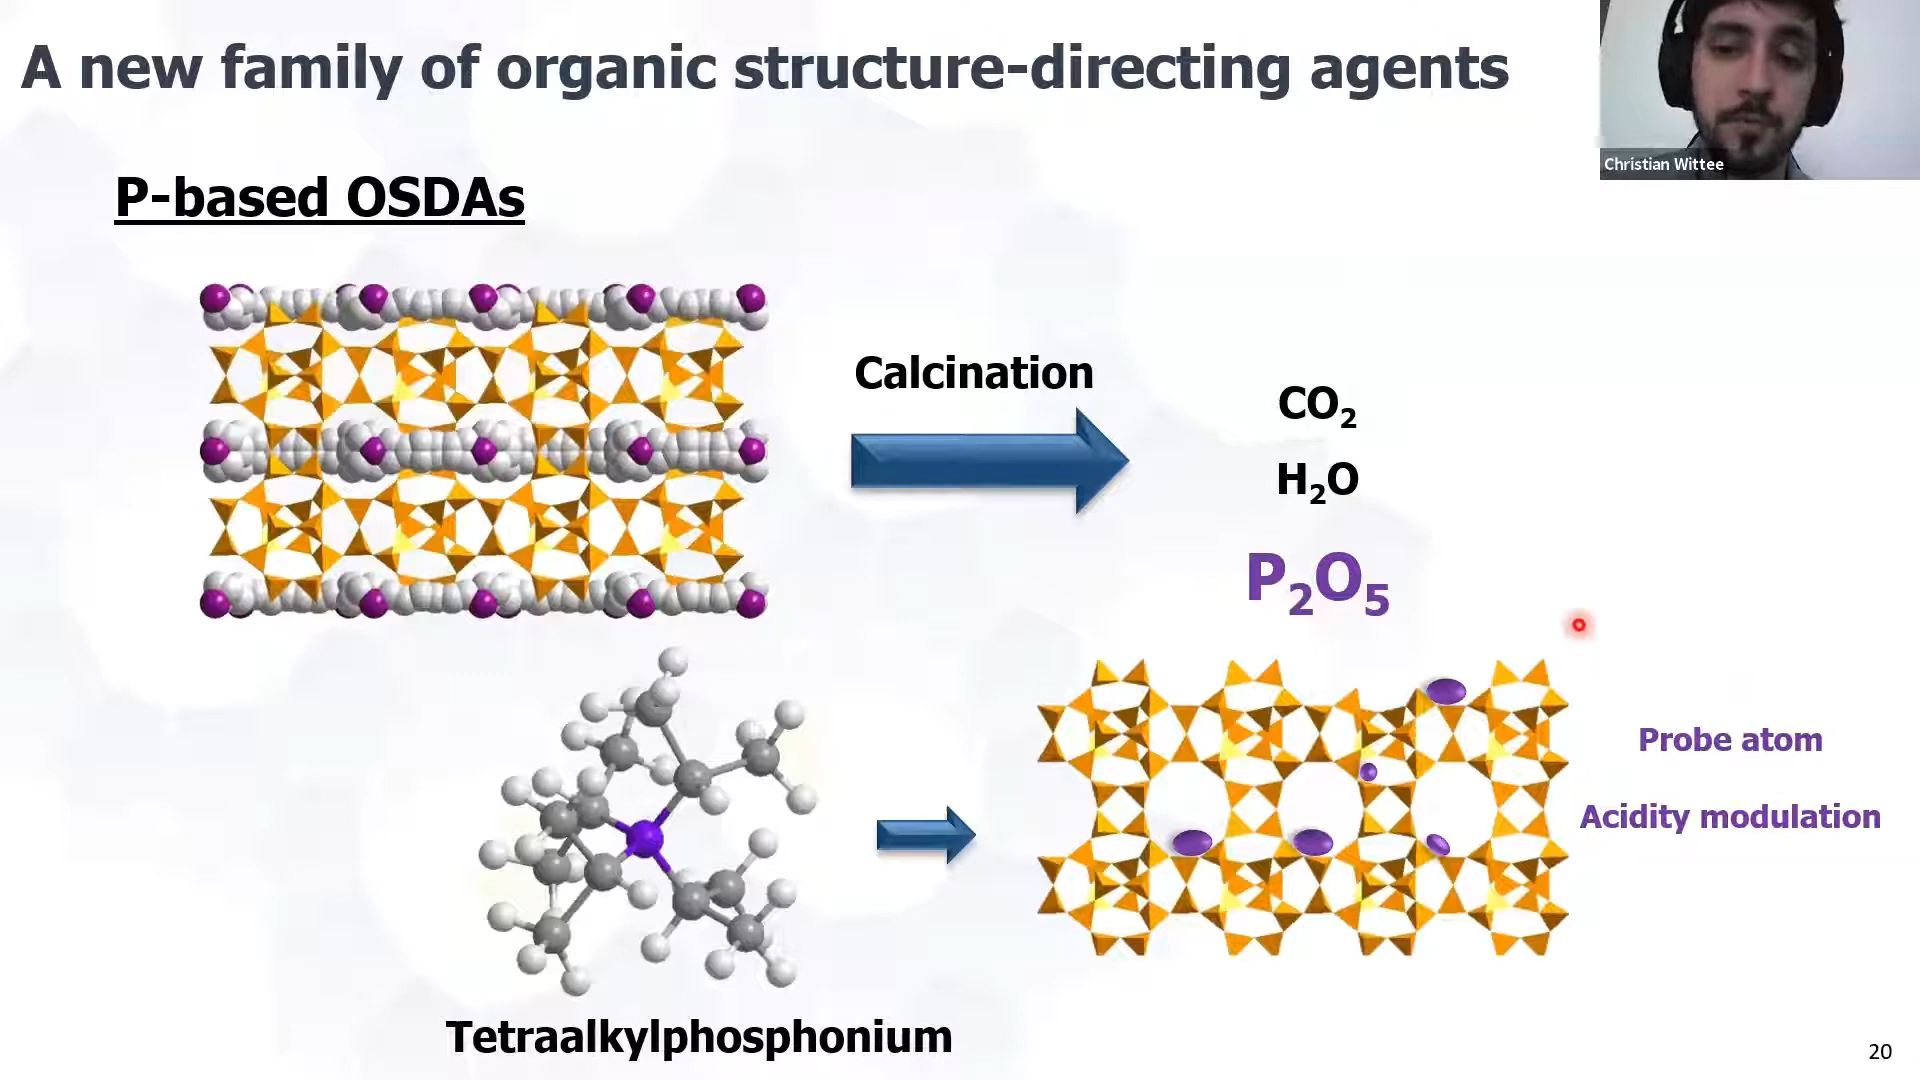 A new family of organic structure-directing agents
Christian Wittee
P-based OSDAs
Calcination
CO₂
H₂O
P₂O₅
Probe atom
Acidity modulation
Tetraalkylphosphonium
20